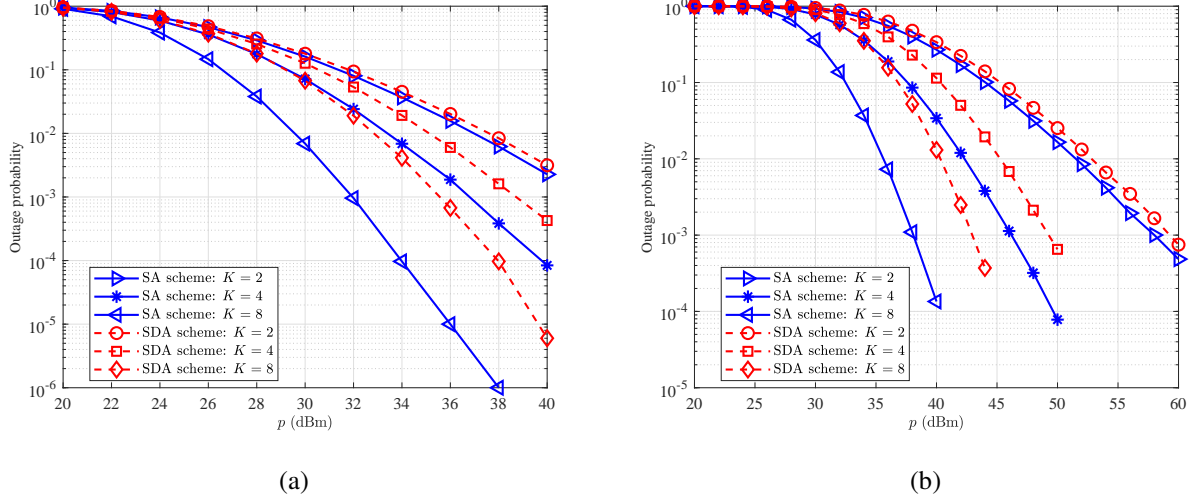 Outage probability
10^0
10^-1
10^-2
10^-3
10^-4
10^-5
10^-6
20 22 24 26 28 30 32 34 36 38 40
p (dBm)
SA scheme: K = 2
SA scheme: K = 4
SA scheme: K = 8
SDA scheme: K = 2
SDA scheme: K = 4
SDA scheme: K = 8
(a)
Outage probability
10^0
10^-1
10^-2
10^-3
10^-4
10^-5
20 25 30 35 40 45 50 55 60
p (dBm)
SA scheme: K = 2
SA scheme: K = 4
SA scheme: K = 8
SDA scheme: K = 2
SDA scheme: K = 4
SDA scheme: K = 8
(b)